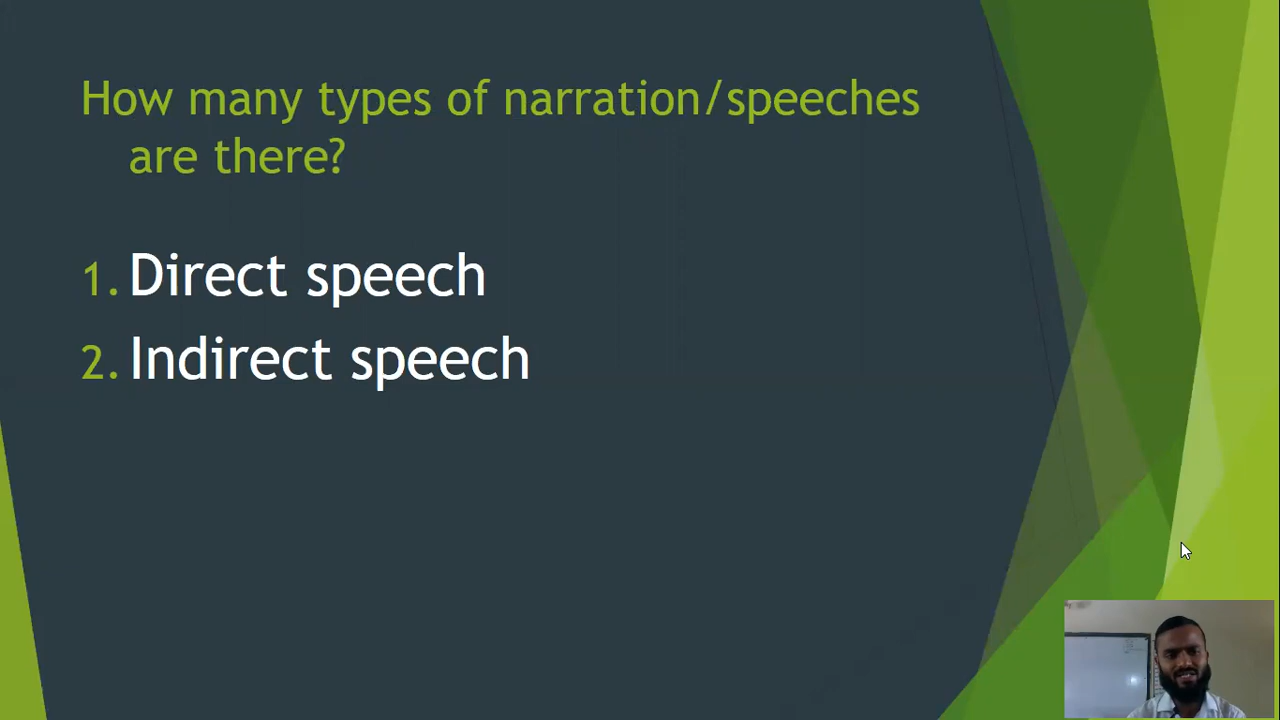 How many types of narration/speeches
are there?
1. Direct speech
2. Indirect speech